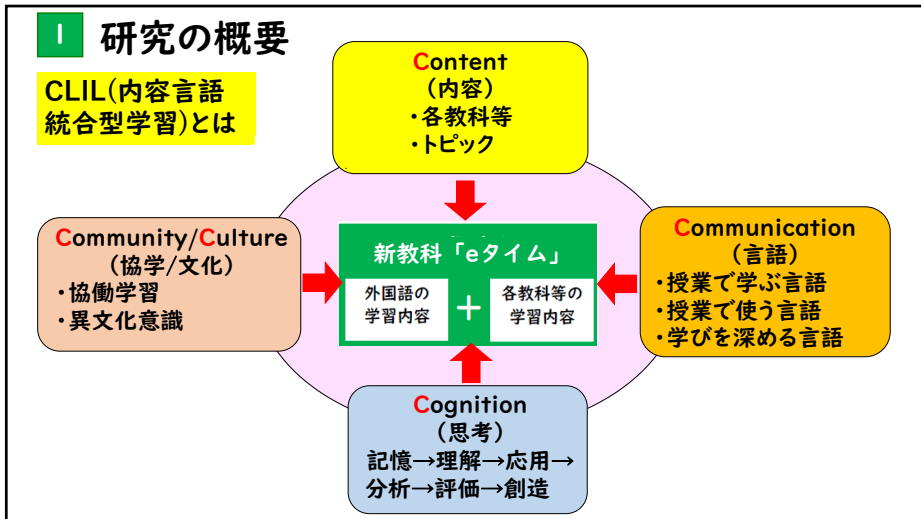 1 研究の概要
CLIL(内容言語
統合型学習)とは
Content
(内容)
・各教科等
・トピック
Community/Culture
(協学/文化)
・協働学習
・異文化意識
新教科「eタイム」
外国語の
学習内容
+
各教科等の
学習内容
Communication
(言語)
・授業で学ぶ言語
・授業で使う言語
・学びを深める言語
Cognition
(思考)
記憶→理解→応用→
分析→評価→創造